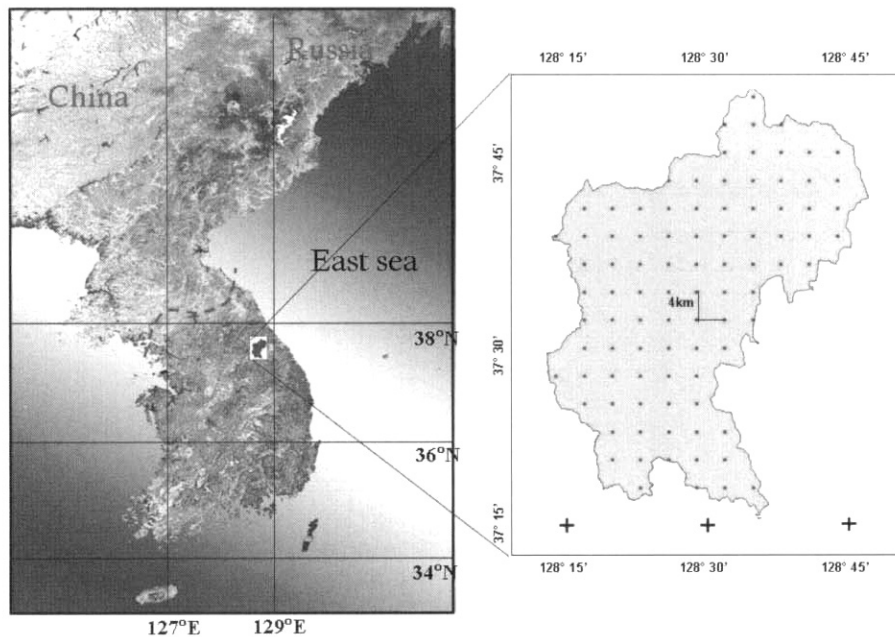 Russia
China
East sea
38°N
36°N
34°N
127°E
129°E
128° 15'
128° 30'
128° 45'
37° 45'
4km
37° 30'
37° 15'
128° 15'
128° 30'
128° 45'